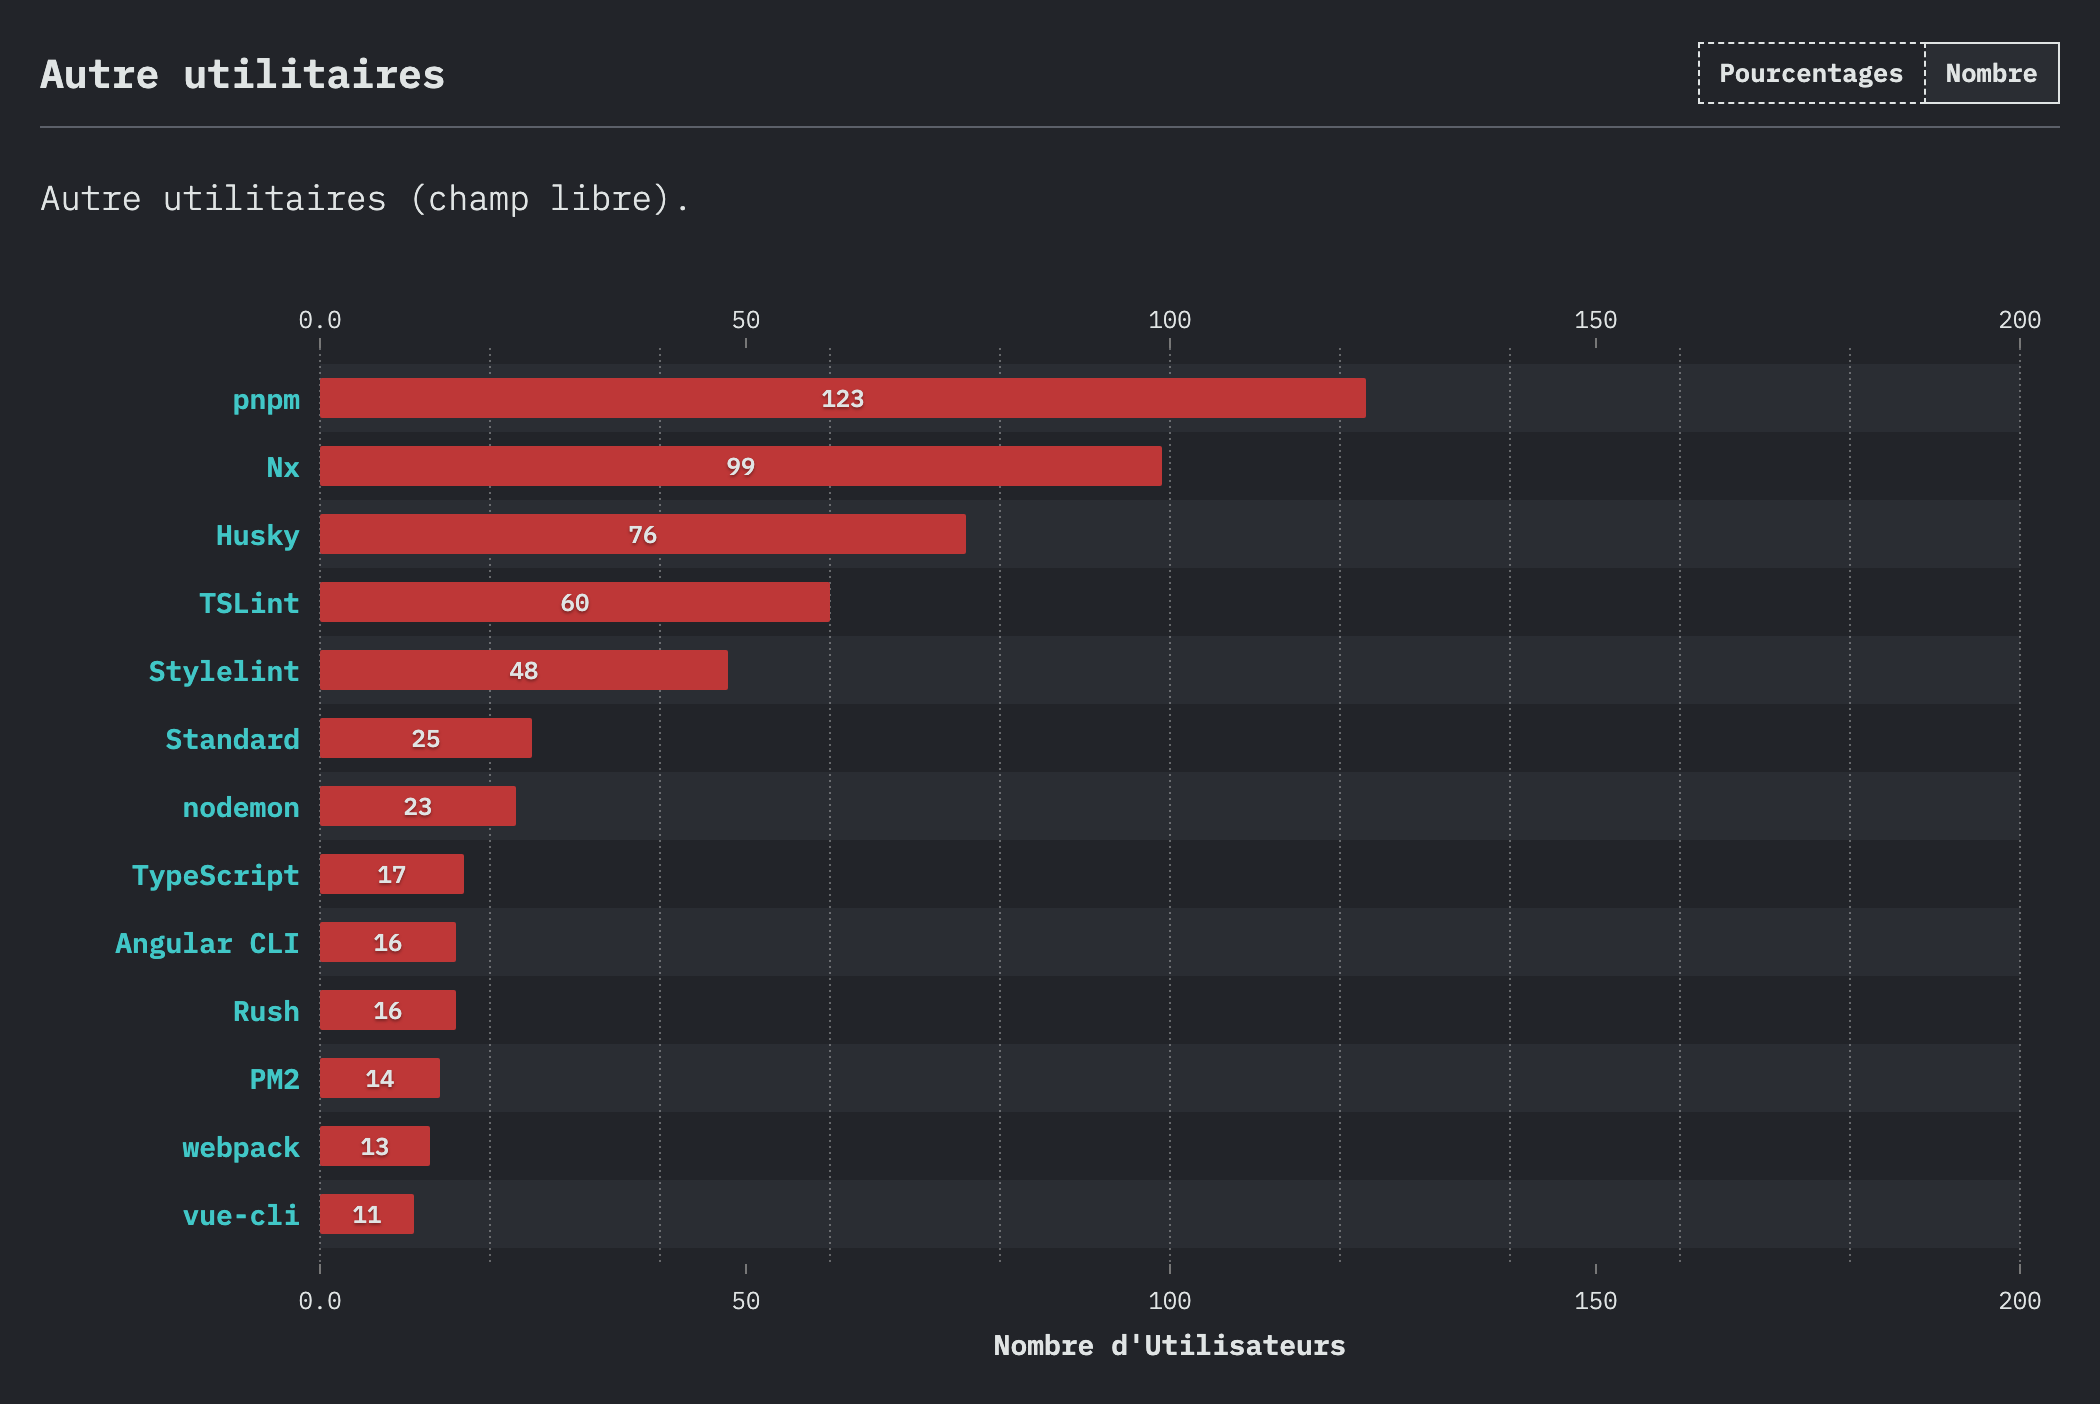 Autre utilitaires
Pourcentages Nombre
Autre utilitaires (champ libre).
0.0 50 100 150 200
pnpm 123
Nx 99
Husky 76
TSLint 60
Stylelint 48
Standard 25
nodemon 23
TypeScript 17
Angular CLI 16
Rush 16
PM2 14
webpack 13
vue-cli 11
0.0 50 100 150 200
Nombre d'Utilisateurs